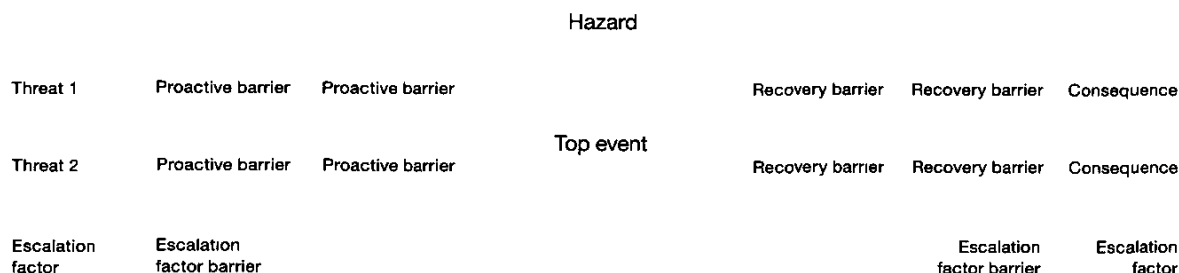 Hazard
Threat 1 Proactive barrier Proactive barrier Recovery barrier Recovery barrier Consequence
Top event
Threat 2 Proactive barrier Proactive barrier Recovery barrier Recovery barrier Consequence
Escalation factor Escalation factor barrier Escalation factor barrier Escalation factor